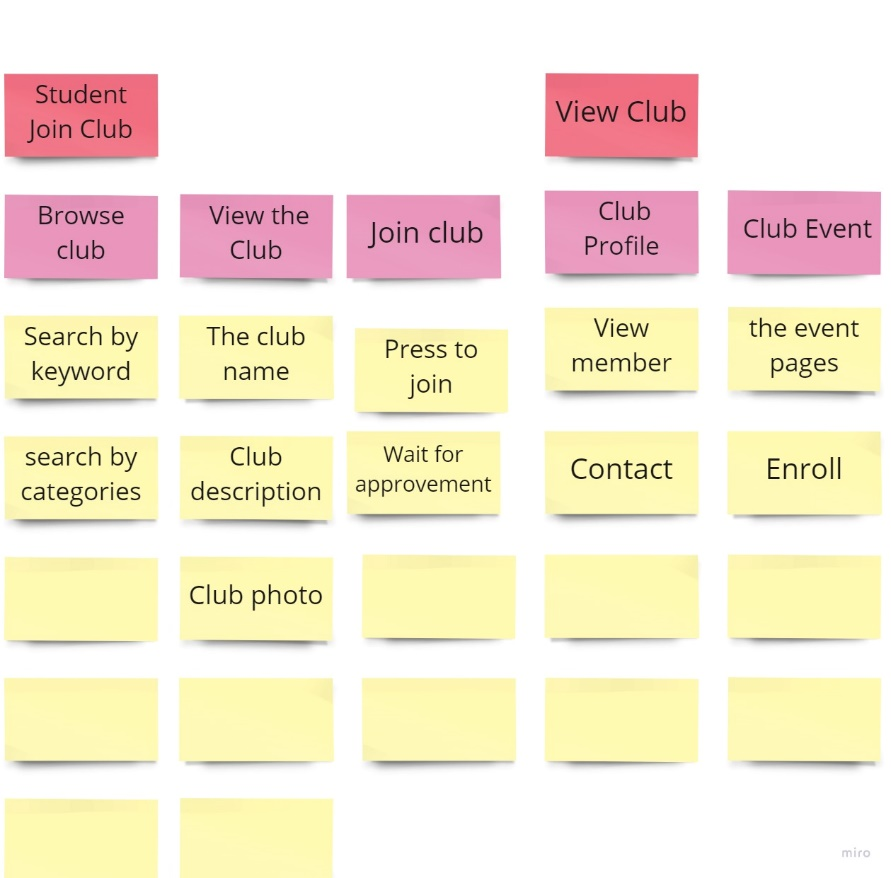 Student
Join Club
View Club
Browse
club
View the
Club
Join club
Club
Profile
Club Event
Search by
keyword
The club
name
Press to
join
View
member
the event
pages
search by
categories
Club
description
Wait for
approvement
Contact
Enroll
Club photo
miro